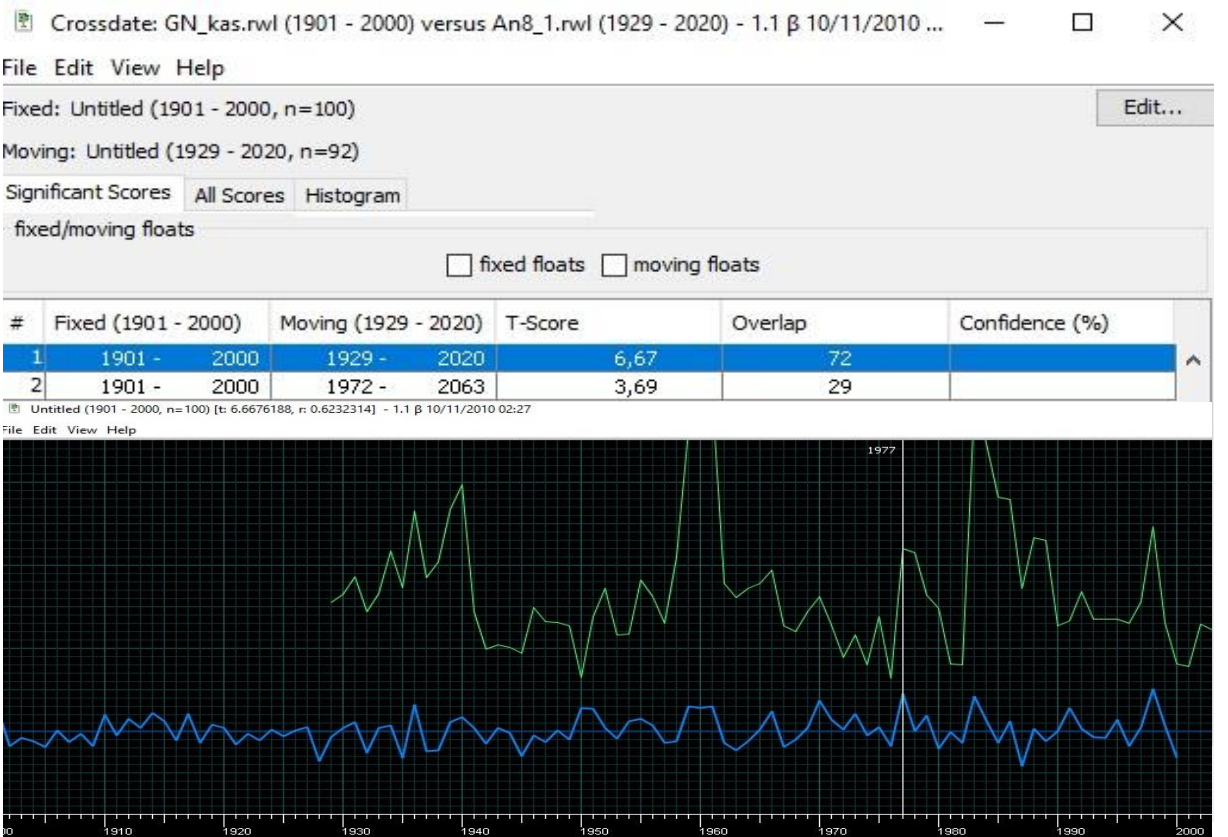 Crossdate: GN_kas.rwl (1901 - 2000) versus An8_1.rwl (1929 - 2020) - 1.1 β 10/11/2010 ...
File Edit View Help
Fixed: Untitled (1901 - 2000, n=100)
Edit...
Moving: Untitled (1929 - 2020, n=92)
Significant Scores All Scores Histogram
fixed/moving floats
fixed floats moving floats
# Fixed (1901 - 2000) Moving (1929 - 2020) T-Score Overlap Confidence (%)
1 1901 - 2000 1929 - 2020 6,67 72
2 1901 - 2000 1972 - 2063 3,69 29
Untitled (1901 - 2000, n=100) [t: 6.6676188, r: 0.6232314] - 1.1 β 10/11/2010 02:27
File Edit View Help
1977
00 1910 1920 1930 1940 1950 1960 1970 1980 1990 2000